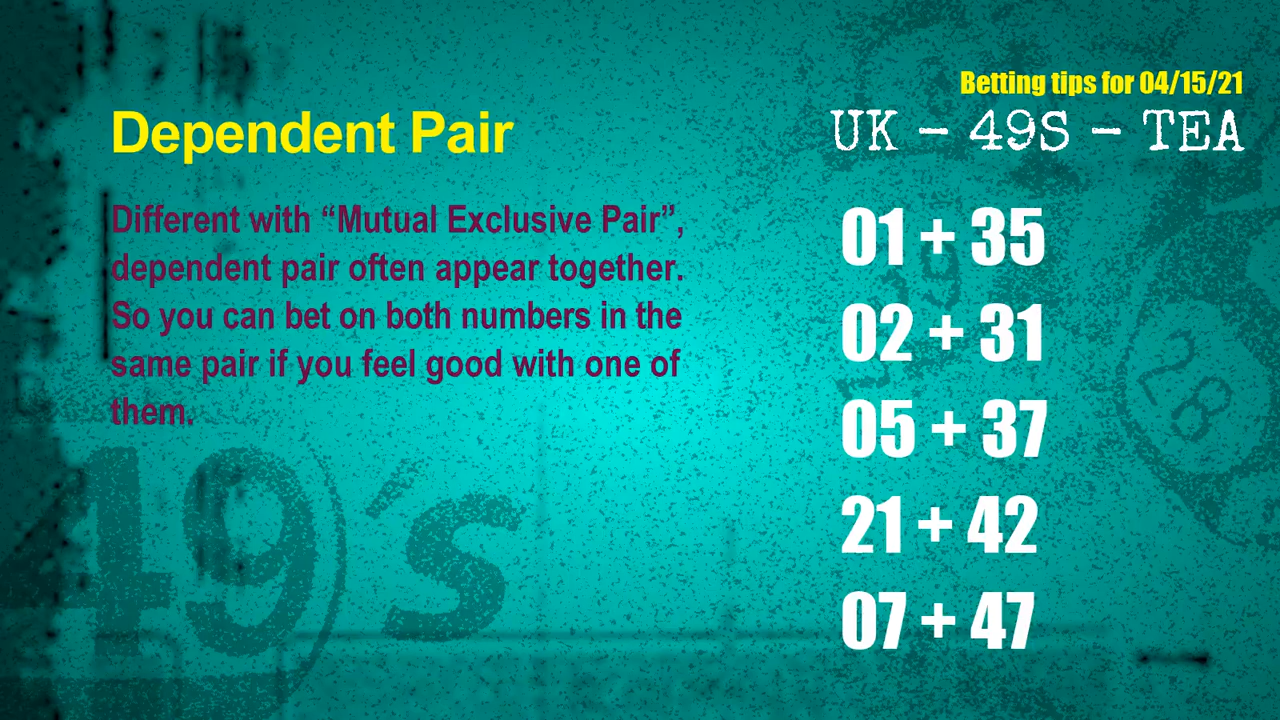 Betting tips for 04/15/21
UK - 49S - TEA
Dependent Pair
Different with “Mutual Exclusive Pair”,
dependent pair often appear together.
So you can bet on both numbers in the
same pair if you feel good with one of
them.
01 + 35
02 + 31
05 + 37
21 + 42
07 + 47
49's
28
39